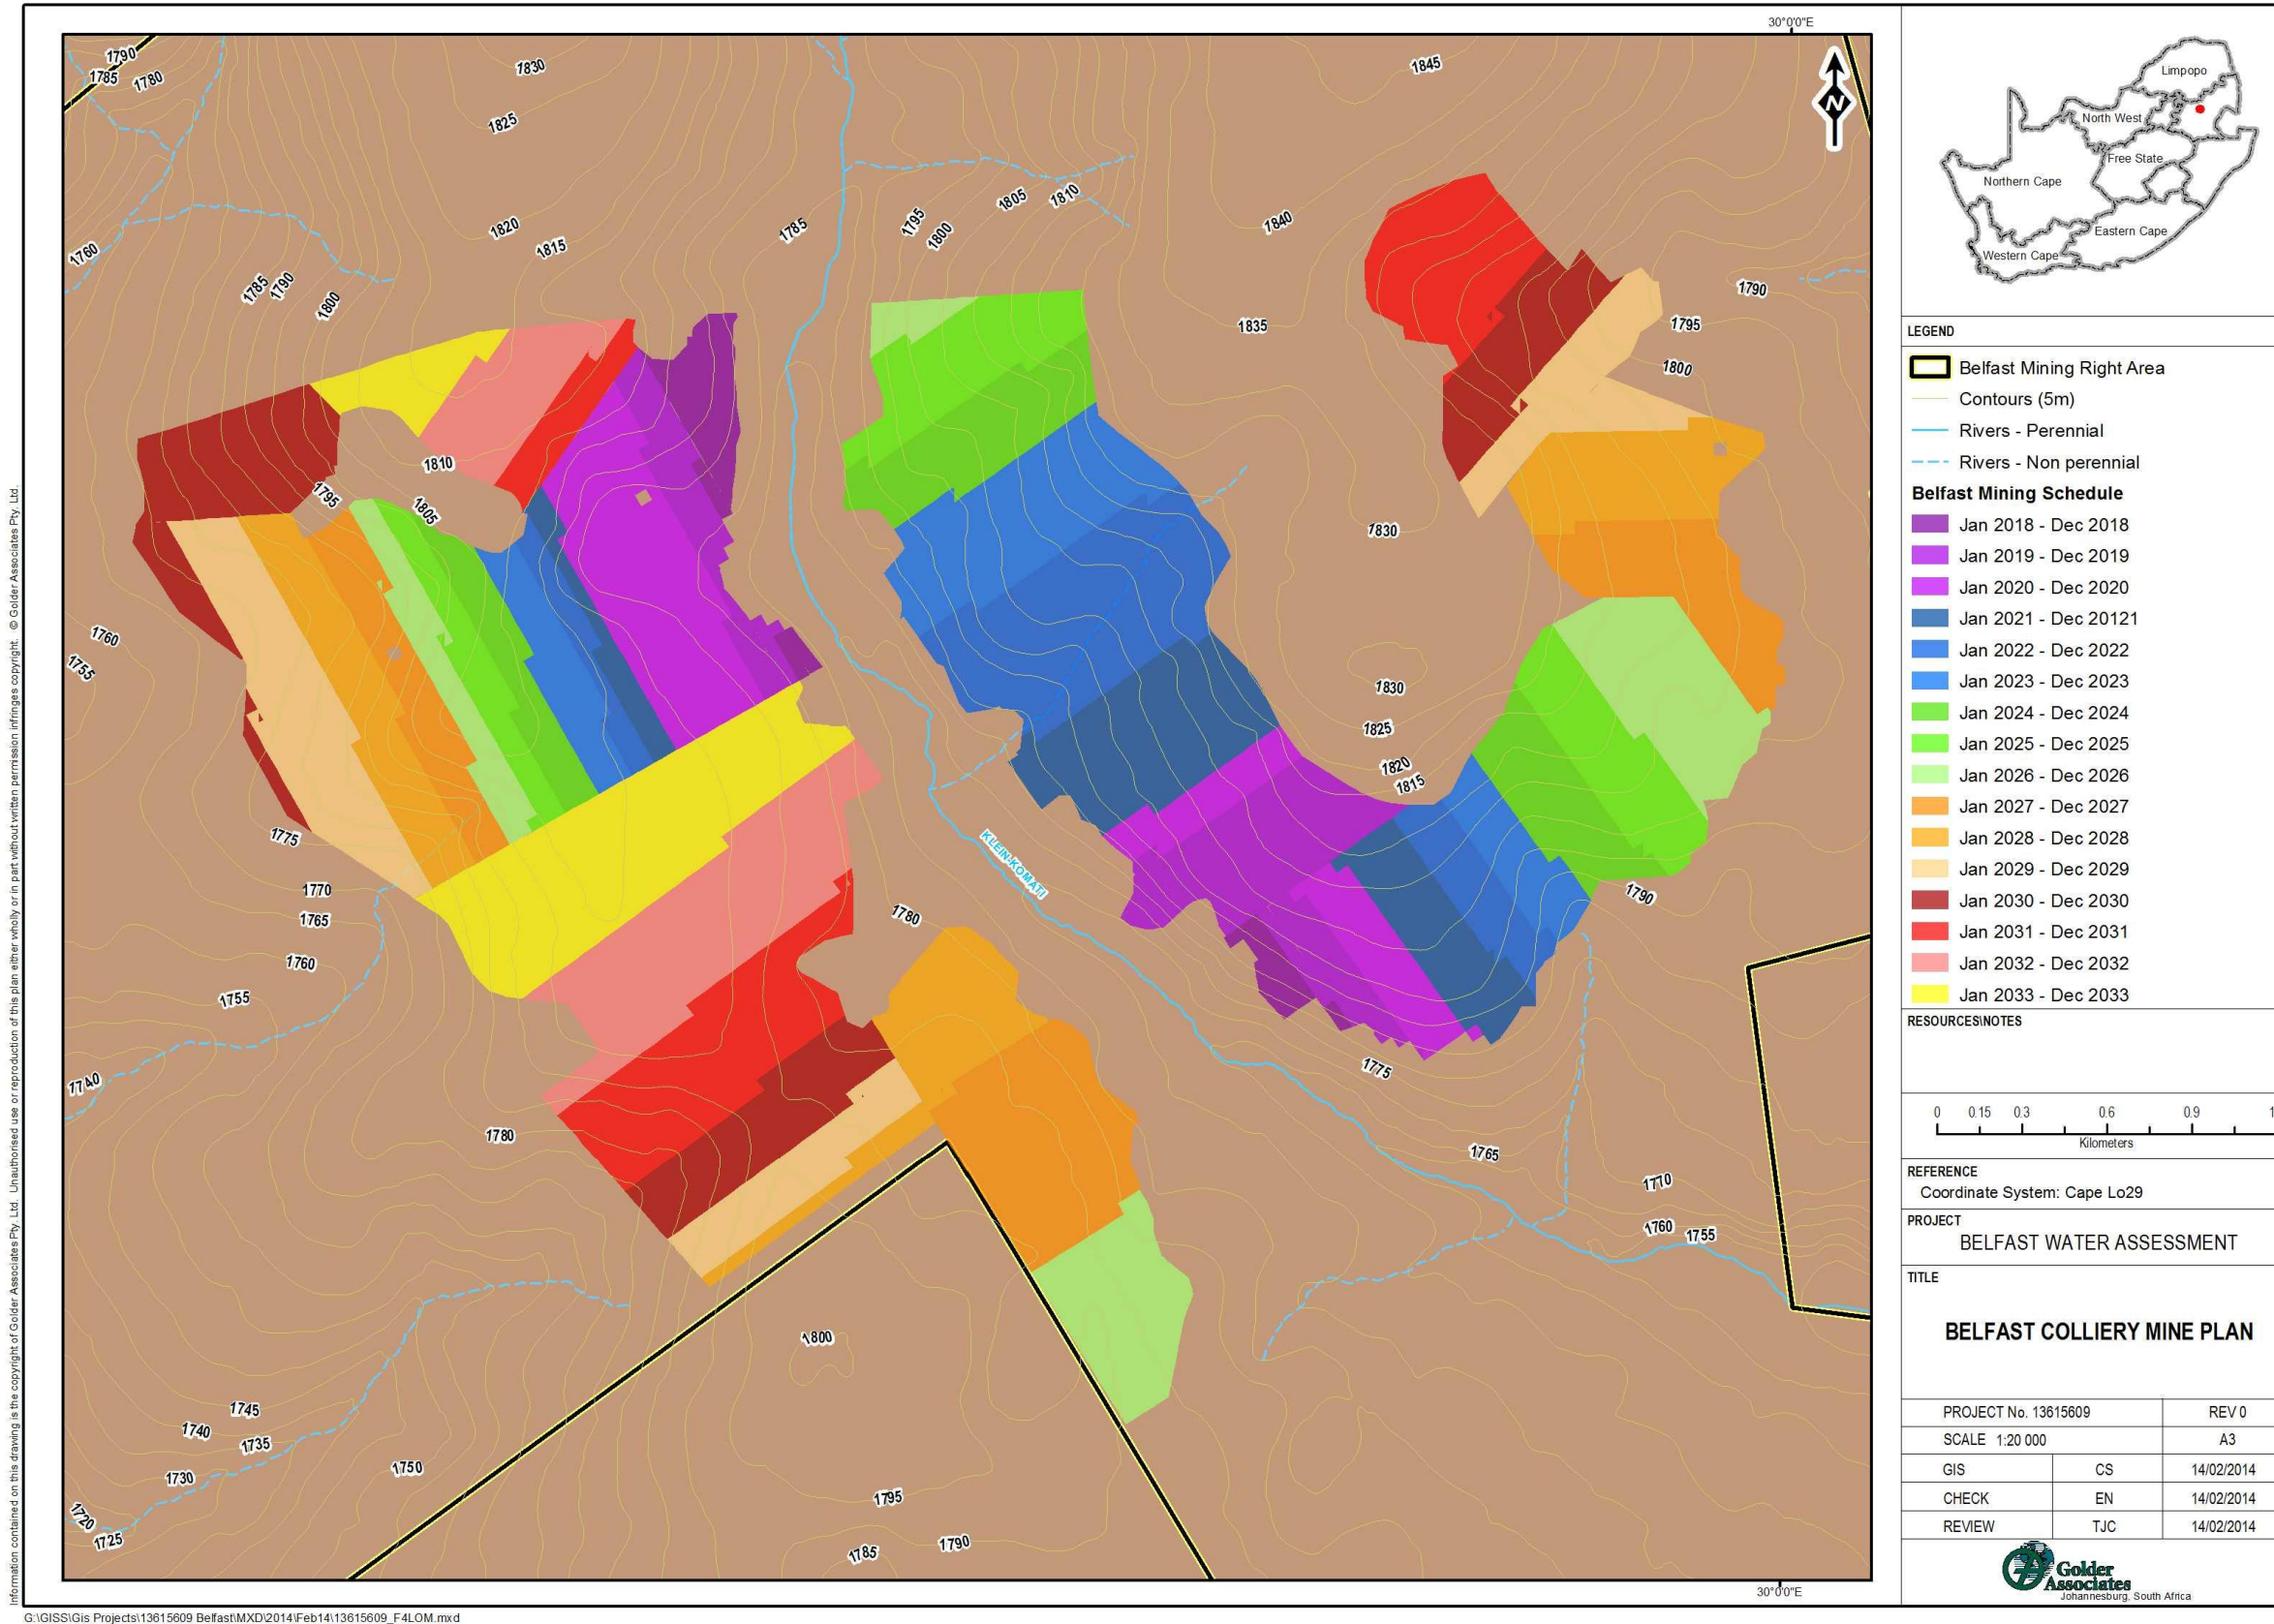 30°0'0"E
1790
1785
1780
1830
1825
1820
1815
1845
1840
1835
1785
1795
1800
1805
1810
1760
1785
1790
1800
1790
1795
1800
1810
1795
1805
1830
1830
1825
1820
1815
1760
1755
1775
1770
1765
1760
1755
1740
1780
KLEIN-KOMATI
1780
1790
1775
1765
1770
1760
1755
1800
1745
1740
1735
1730
1750
1720
1725
1795
1790
1785
30°0'0"E
Limpopo
North West
Free State
Northern Cape
Eastern Cape
Western Cape
LEGEND
Belfast Mining Right Area
Contours (5m)
Rivers - Perennial
Rivers - Non perennial
Belfast Mining Schedule
Jan 2018 - Dec 2018
Jan 2019 - Dec 2019
Jan 2020 - Dec 2020
Jan 2021 - Dec 20121
Jan 2022 - Dec 2022
Jan 2023 - Dec 2023
Jan 2024 - Dec 2024
Jan 2025 - Dec 2025
Jan 2026 - Dec 2026
Jan 2027 - Dec 2027
Jan 2028 - Dec 2028
Jan 2029 - Dec 2029
Jan 2030 - Dec 2030
Jan 2031 - Dec 2031
Jan 2032 - Dec 2032
Jan 2033 - Dec 2033
RESOURCES\NOTES
0 0.15 0.3 0.6 0.9
Kilometers
REFERENCE
Coordinate System: Cape Lo29
PROJECT
BELFAST WATER ASSESSMENT
TITLE
BELFAST COLLIERY MINE PLAN
PROJECT No. 13615609 REV 0
SCALE 1:20 000 A3
GIS CS 14/02/2014
CHECK EN 14/02/2014
REVIEW TJC 14/02/2014
Golder
Associates
Johannesburg, South Africa
Information contained on this drawing is the copyright of Golder Associates Pty. Ltd. Unauthorised use or reproduction of this plan either wholly or in part without written permission infringes copyright. © Golder Associates Pty. Ltd.
G:\GISS\Gis Projects\13615609 Belfast\MXD\2014\Feb14\13615609_F4LOM.mxd